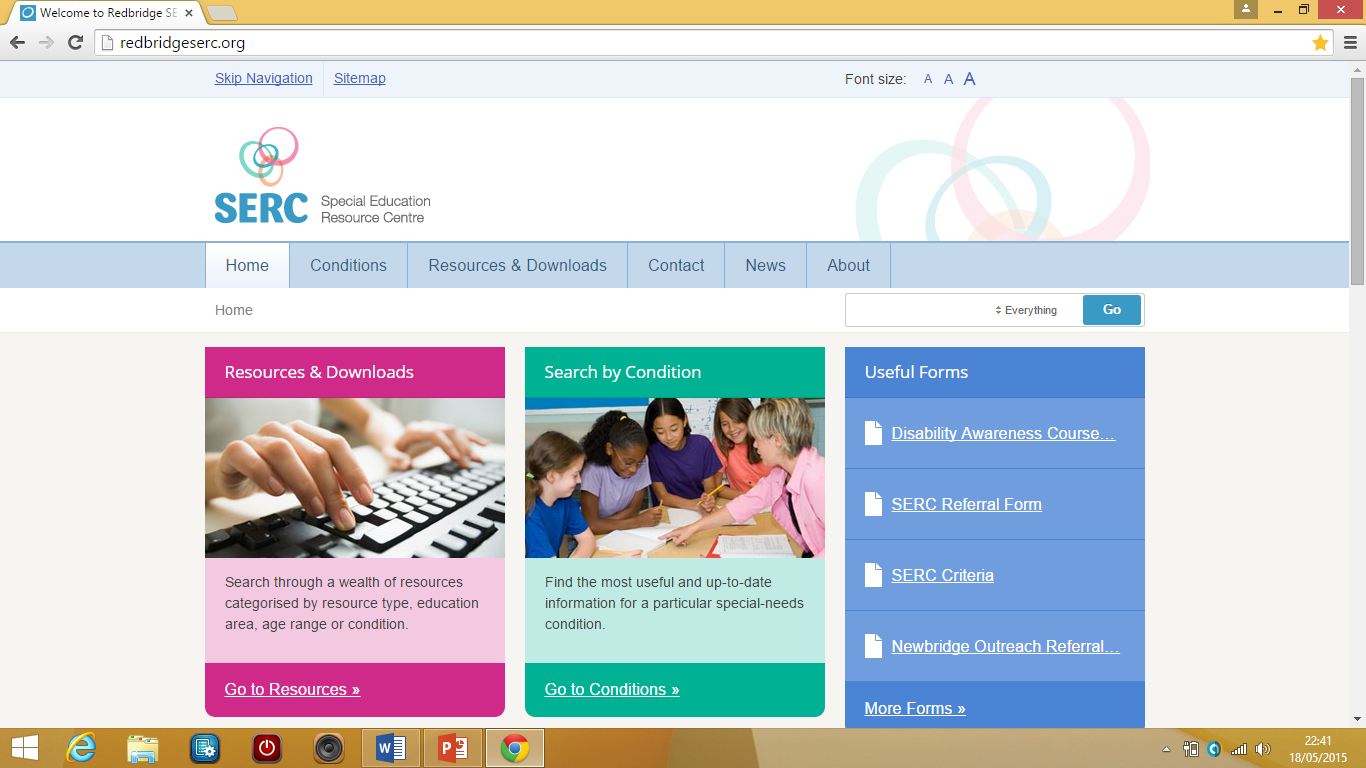 Welcome to Redbridge SE
redbridgeserc.org
Skip Navigation
Sitemap
Font size: A A A
SERC
Special Education
Resource Centre
Home
Conditions
Resources & Downloads
Contact
News
About
Home
Everything
Go
Resources & Downloads
Search through a wealth of resources
categorised by resource type, education
area, age range or condition.
Go to Resources »
Search by Condition
Find the most useful and up-to-date
information for a particular special-needs
condition.
Go to Conditions »
Useful Forms
Disability Awareness Course…
SERC Referral Form
SERC Criteria
Newbridge Outreach Referral…
More Forms »
22:41
18/05/2015